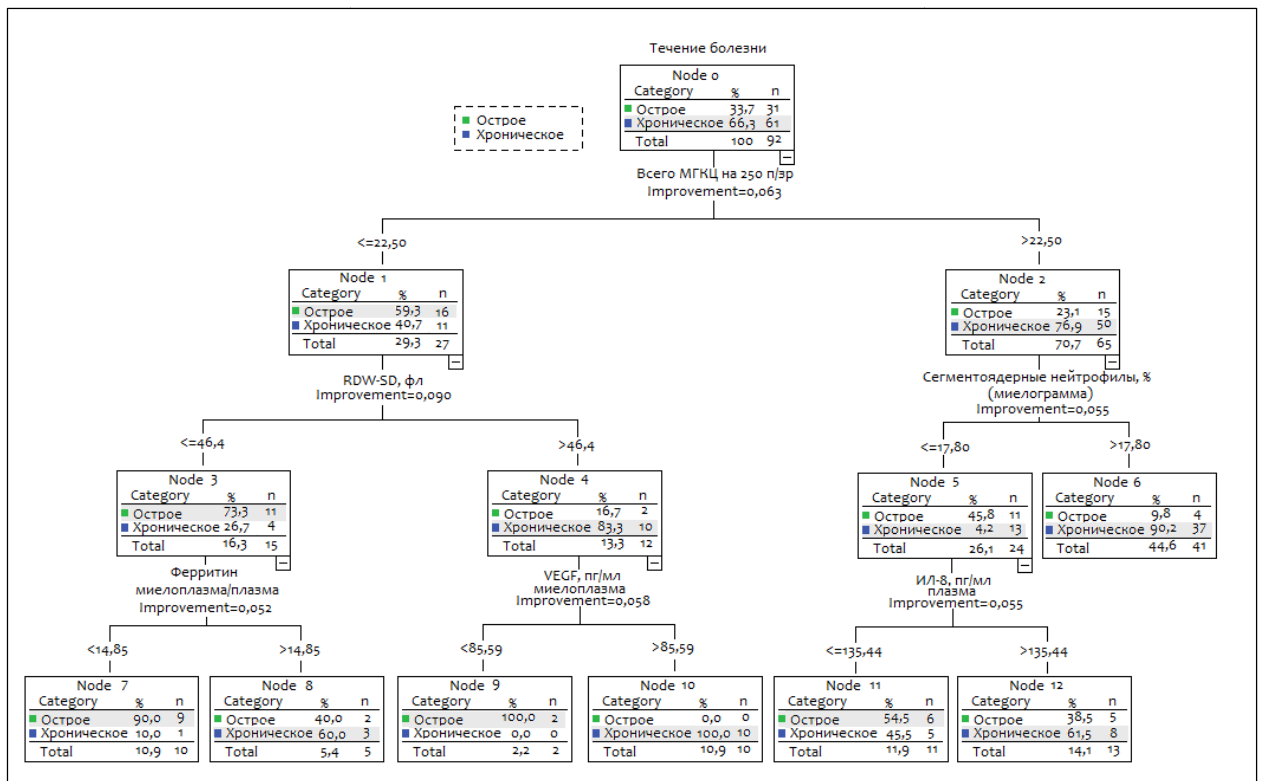 Течение болезни
Node 0
Category % n
Острое 33,7 31
Хроническое 66,3 61
Total 100 92
Острое
Хроническое
Всего МГКЦ на 250 п/зр
Improvement=0,063
<=22,50
>22,50
Node 1
Category % n
Острое 59,3 16
Хроническое 40,7 11
Total 29,3 27
Node 2
Category % n
Острое 23,1 15
Хроническое 76,9 50
Total 70,7 65
RDW-SD, фл
Improvement=0,090
Сегментоядерные нейтрофилы, %
(миелограмма)
Improvement=0,055
<=46,4
>46,4
<=17,80
>17,80
Node 3
Category % n
Острое 73,3 11
Хроническое 26,7 4
Total 16,3 15
Node 4
Category % n
Острое 16,7 2
Хроническое 83,3 10
Total 13,3 12
Node 5
Category % n
Острое 45,8 11
Хроническое 4,2 13
Total 26,1 24
Node 6
Category % n
Острое 9,8 4
Хроническое 90,2 37
Total 44,6 41
Ферритин
миелоплазма/плазма
Improvement=0,052
VEGF, пг/мл
миелоплазма
Improvement=0,058
ИЛ-8, пг/мл
плазма
Improvement=0,055
<14,85
>14,85
<85,59
>85,59
<=135,44
>135,44
Node 7
Category % n
Острое 90,0 9
Хроническое 10,0 1
Total 10,9 10
Node 8
Category % n
Острое 40,0 2
Хроническое 60,0 3
Total 5,4 5
Node 9
Category % n
Острое 100,0 2
Хроническое 0,0 0
Total 2,2 2
Node 10
Category % n
Острое 0,0 0
Хроническое 100,0 10
Total 10,9 10
Node 11
Category % n
Острое 54,5 6
Хроническое 45,5 5
Total 11,9 11
Node 12
Category % n
Острое 38,5 5
Хроническое 61,5 8
Total 14,1 13